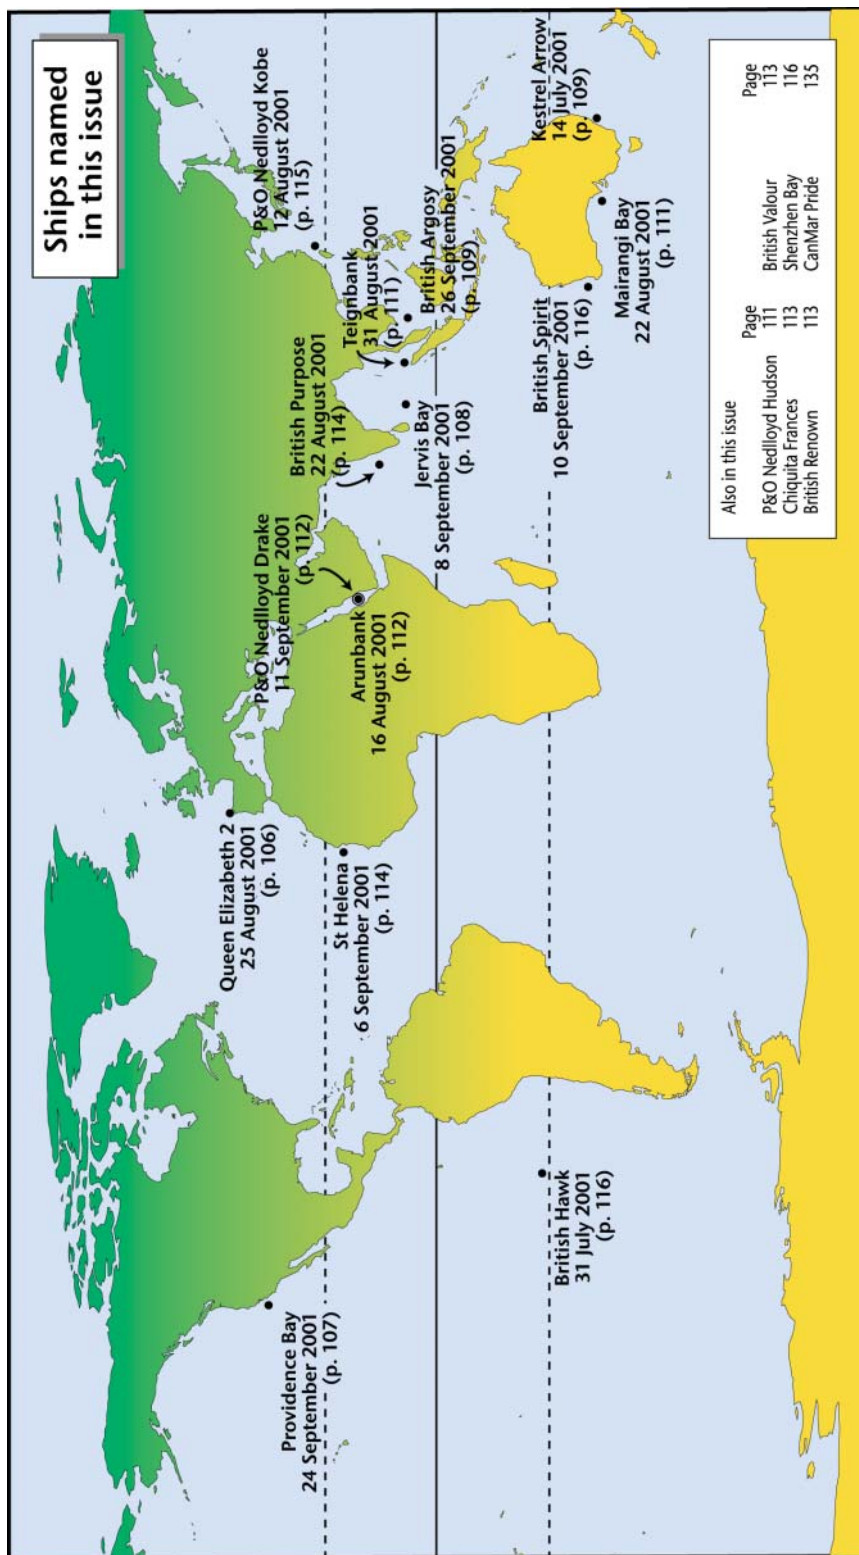 Ships named
in this issue
P&O Nedlloyd Kobe
12 August 2001
(p. 115)
Teignbank
31 August 2001
(p. 111)
British Argosy
26 September 2001
(p. 109)
Kestrel Arrow
14 July 2001
(p. 109)
British Purpose
22 August 2001
(p. 114)
Jervis Bay
8 September 2001
(p. 108)
British Spirit
10 September 2001
(p. 116)
Mairangi Bay
22 August 2001
(p. 111)
P&O Nedlloyd Drake
11 September 2001
(p. 112)
Arunbank
16 August 2001
(p. 112)
Queen Elizabeth 2
25 August 2001
(p. 106)
St Helena
6 September 2001
(p. 114)
Providence Bay
24 September 2001
(p. 107)
British Hawk
31 July 2001
(p. 116)
Also in this issue Page Page
P&O Nedlloyd Hudson 111 British Valour 113
Chiquita Frances 113 Shenzhen Bay 116
British Renown 113 CanMar Pride 135